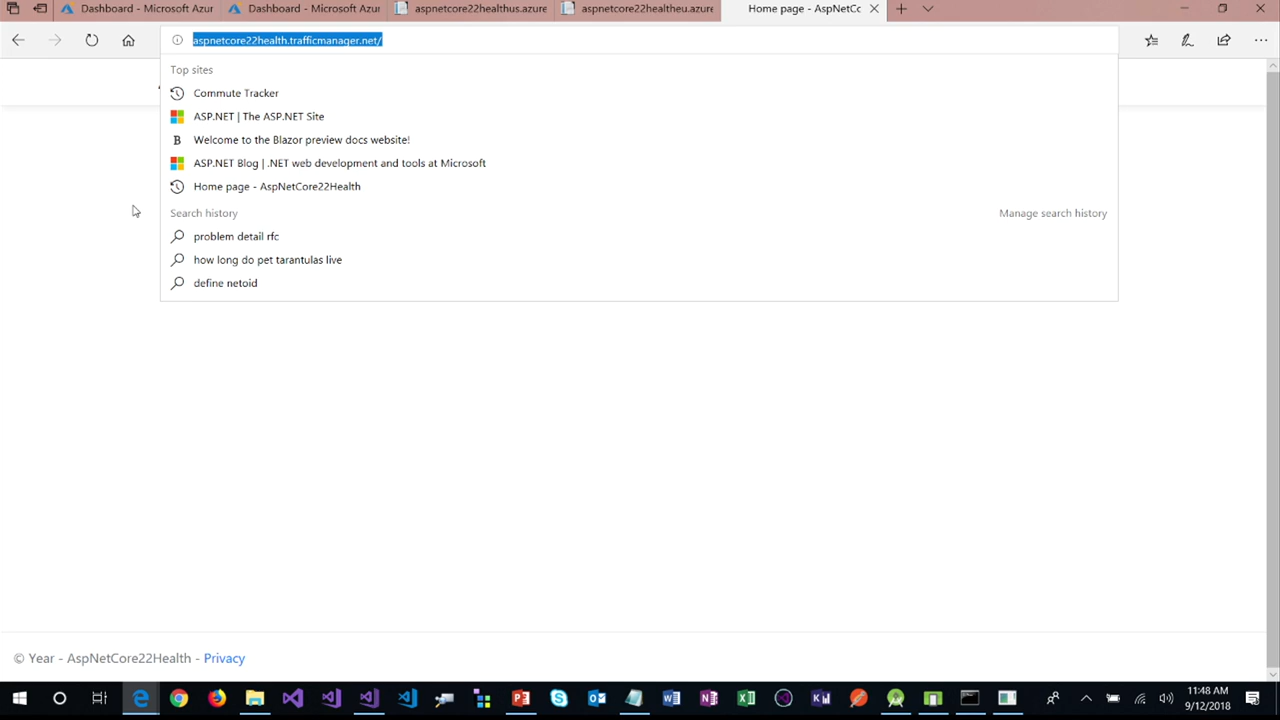 Dashboard - Microsoft Azur
Dashboard - Microsoft Azur
aspnetcore22healthus.azure
aspnetcore22healtheu.azure
Home page - AspNetCc
aspnetcore22health.trafficmanager.net/
Top sites
Commute Tracker
ASP.NET | The ASP.NET Site
B Welcome to the Blazor preview docs website!
ASP.NET Blog | .NET web development and tools at Microsoft
Home page - AspNetCore22Health
Search history
Manage search history
problem detail rfc
how long do pet tarantulas live
define netoid
© Year - AspNetCore22Health - Privacy
11:48 AM
9/12/2018